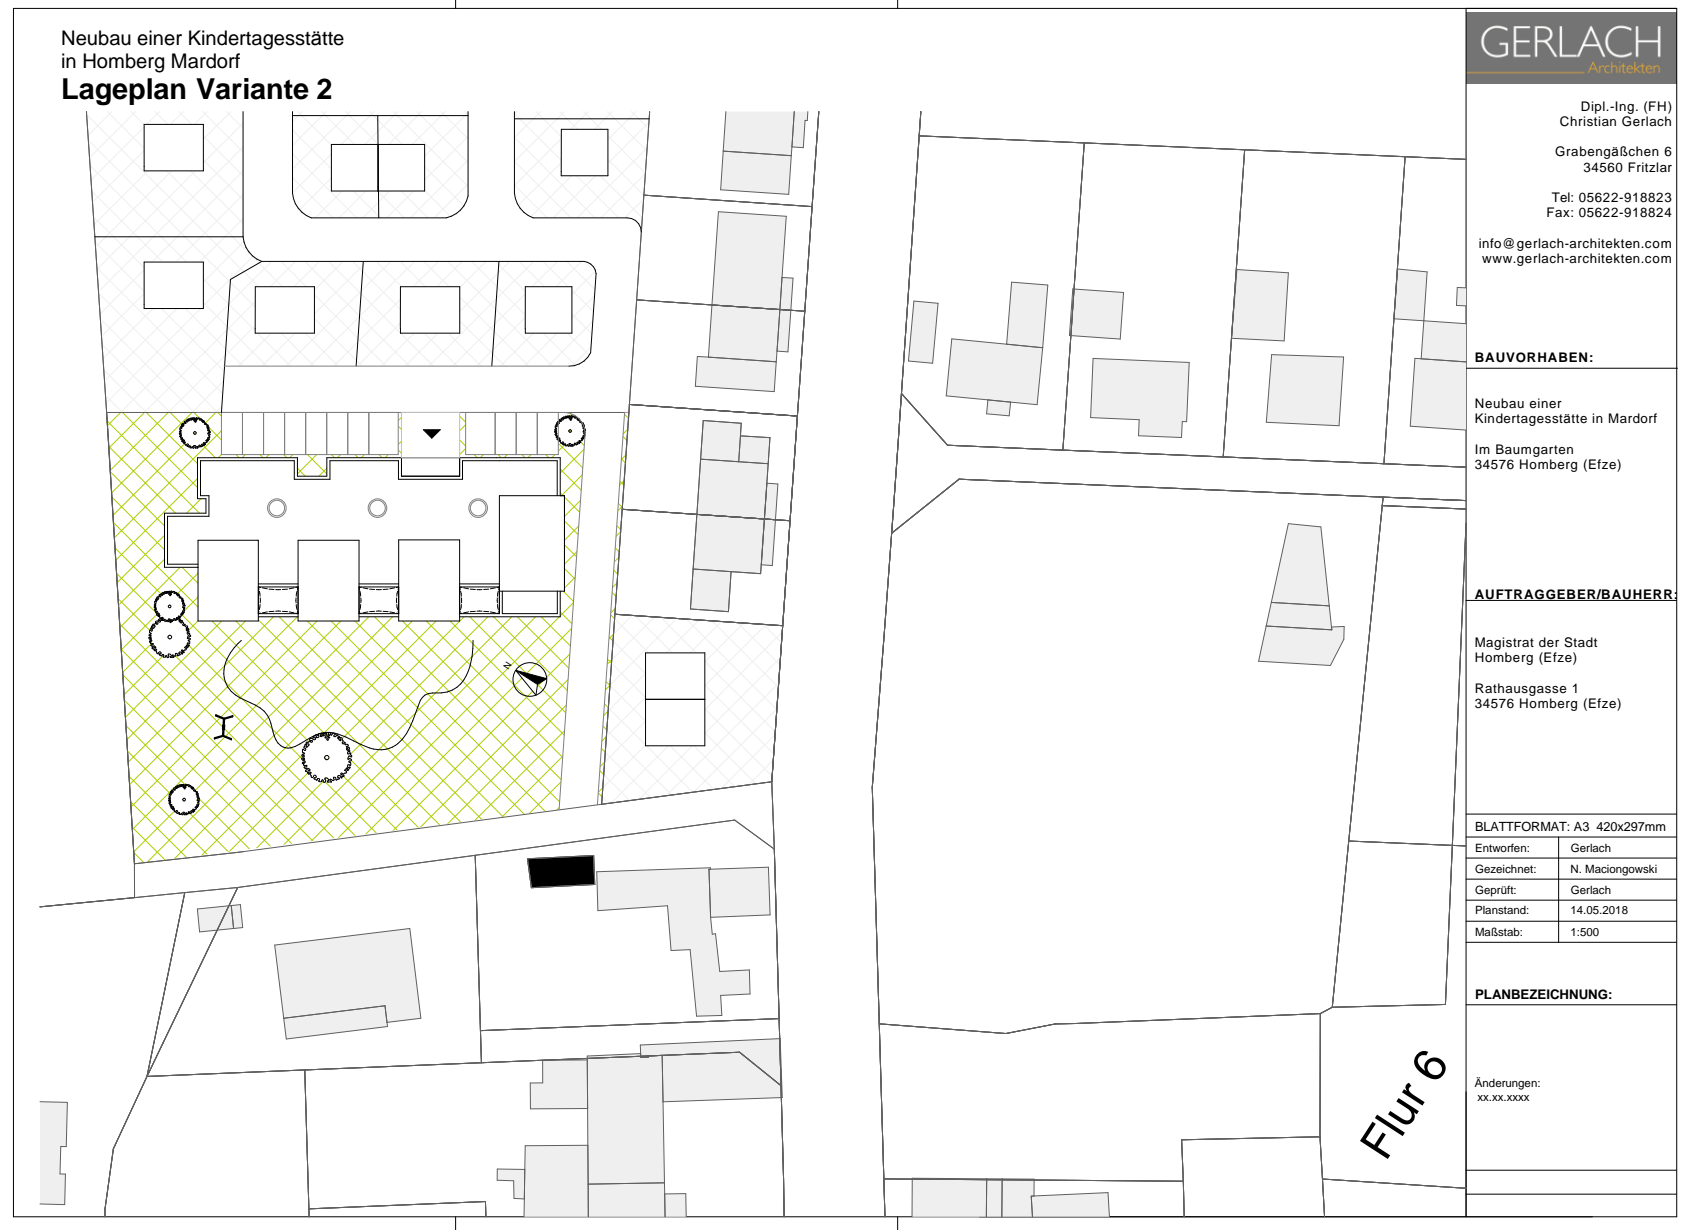 Neubau einer Kindertagesstätte
in Homberg Mardorf
Lageplan Variante 2
N
Flur 6
GERLACH
Architekten
Dipl.-Ing. (FH)
Christian Gerlach
Grabengäßchen 6
34560 Fritzlar
Tel: 05622-918823
Fax: 05622-918824
info@gerlach-architekten.com
www.gerlach-architekten.com
BAUVORHABEN:
Neubau einer
Kindertagesstätte in Mardorf
Im Baumgarten
34576 Homberg (Efze)
AUFTRAGGEBER/BAUHERR:
Magistrat der Stadt
Homberg (Efze)
Rathausgasse 1
34576 Homberg (Efze)
BLATTFORMAT: A3 420x297mm
Entworfen: Gerlach
Gezeichnet: N. Maciongowski
Geprüft: Gerlach
Planstand: 14.05.2018
Maßstab: 1:500
PLANBEZEICHNUNG:
Änderungen:
xx.xx.xxxx